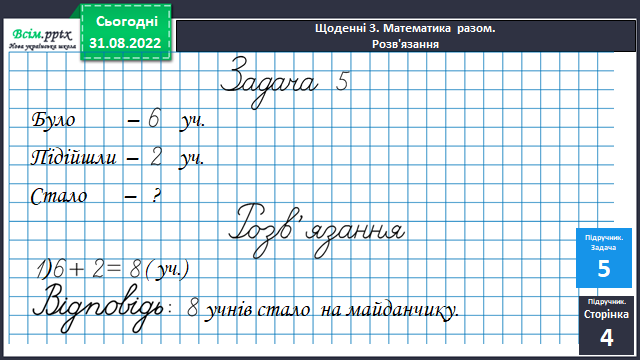 Всім.pptx
Нова українська школа
Сьогодні
31.08.2022
Щоденні 3. Математика разом.
Розв'язання
Задача 5
Було – 6 уч.
Підійшли – 2 уч.
Стало – ?
Розв'язання
1)6 + 2 = 8 ( уч.)
Відповідь: 8 учнів стало на майданчику.
Підручник.
Задача
5
Підручник.
Сторінка
4